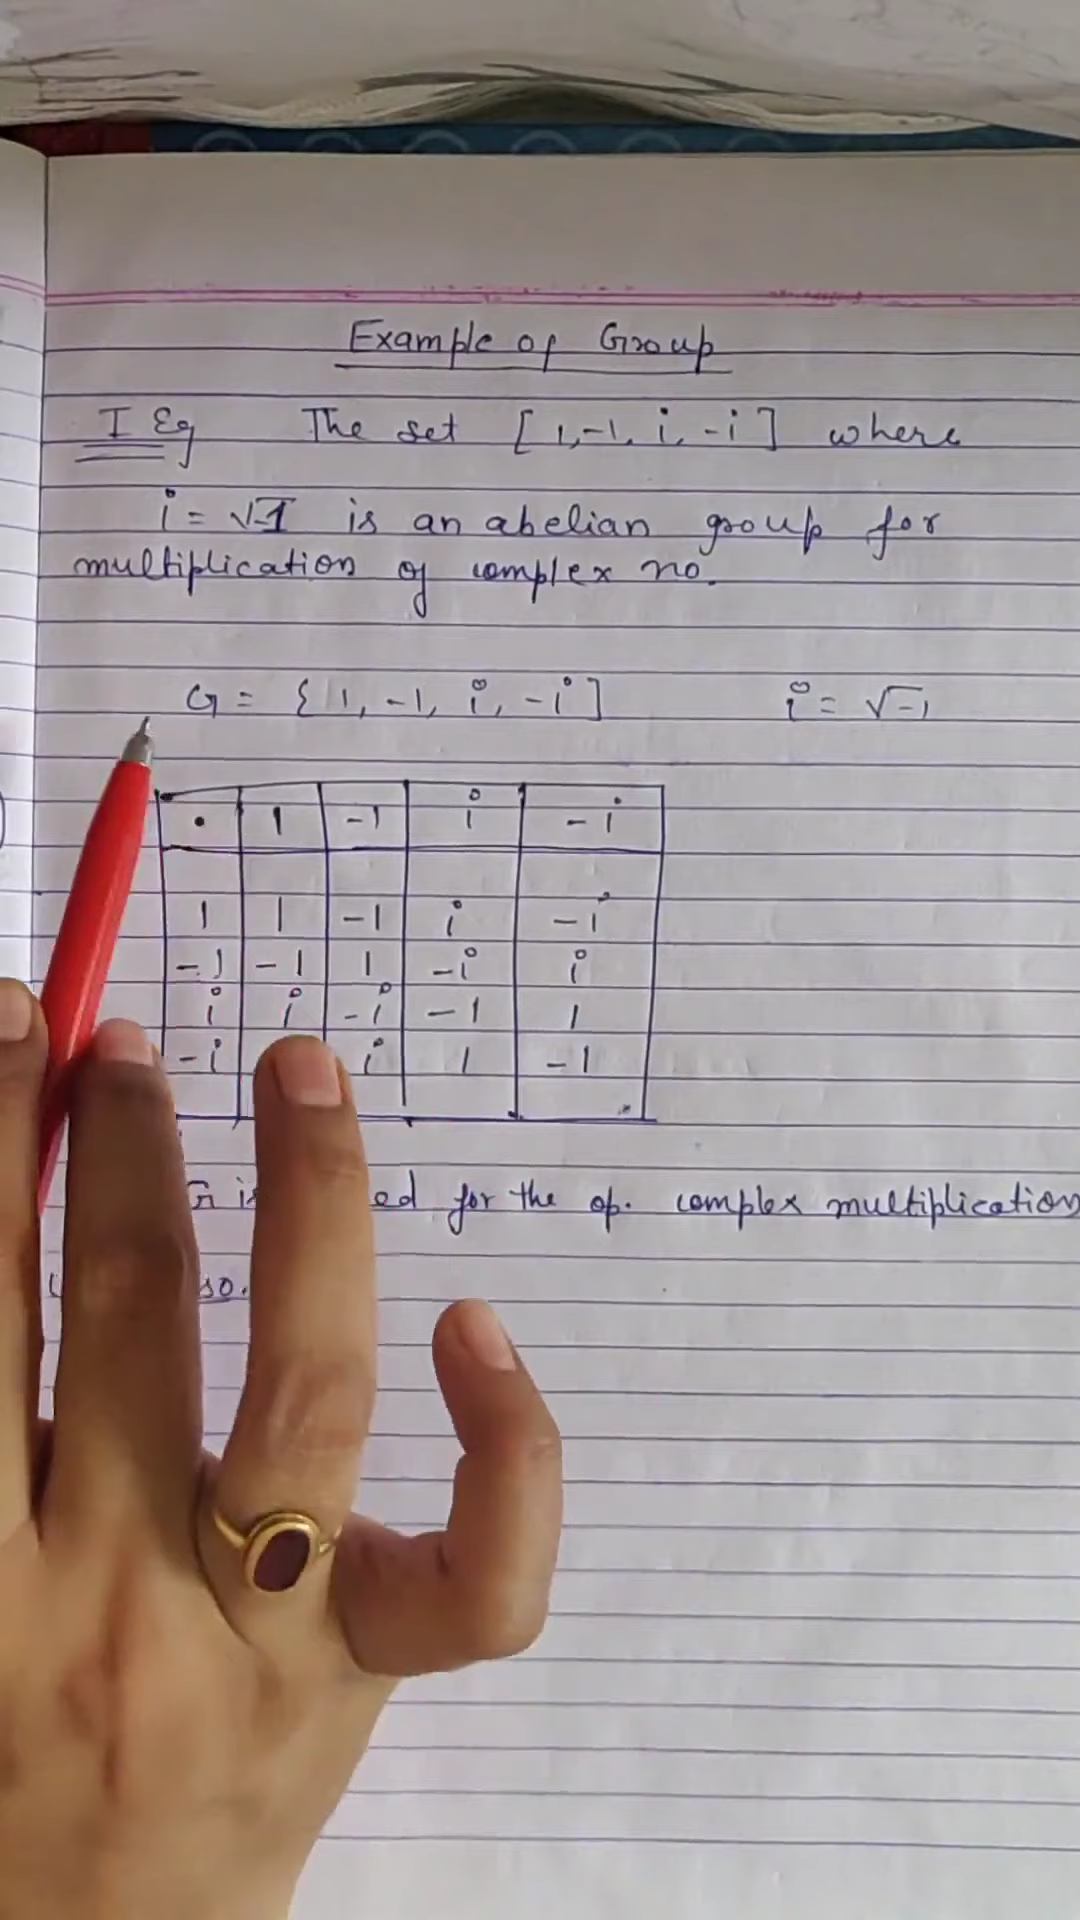 Example of Group
I Eg The set [1,-1, i, -i] where
i = √-1 is an abelian group for
multiplication of complex no.
G = {1, -1, i, -i] i = √-1
• 1 -1 i -i
1 1 -1 i -i
-1 -1 1 -i i
i i -i -1 1
-i i 1 -1
G is ed for the op. complex multiplication
so.